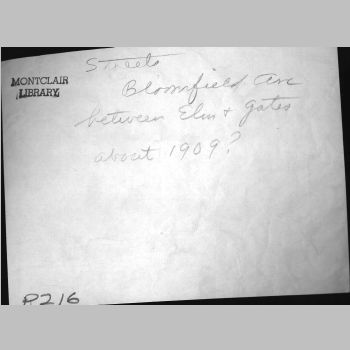 Streets
MONTCLAIR
LIBRARY
Bloomfield Ave
between Elm + Gates
about 1909?
P216